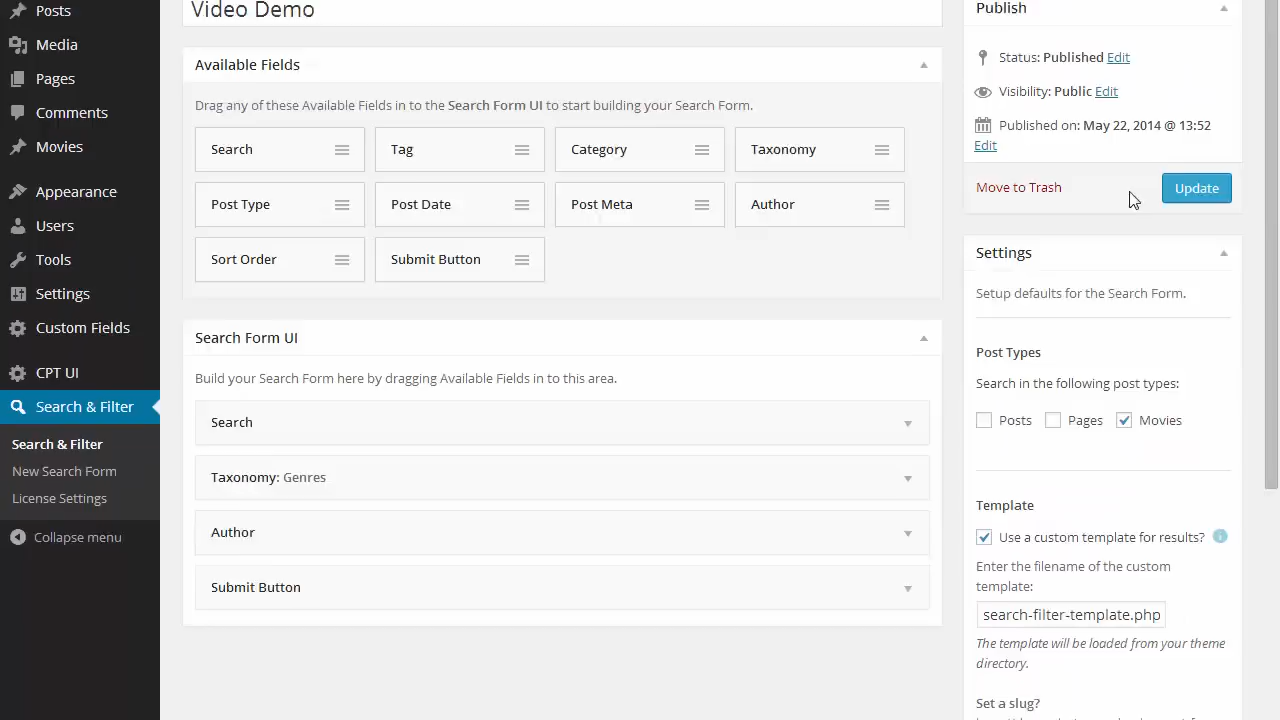 Posts
Media
Pages
Comments
Movies
Appearance
Users
Tools
Settings
Custom Fields
CPT UI
Search & Filter
Search & Filter
New Search Form
License Settings
Collapse menu
Video Demo
Available Fields
Drag any of these Available Fields in to the Search Form UI to start building your Search Form.
Search
Tag
Category
Taxonomy
Post Type
Post Date
Post Meta
Author
Sort Order
Submit Button
Search Form UI
Build your Search Form here by dragging Available Fields in to this area.
Search
Taxonomy: Genres
Author
Submit Button
Publish
Status: Published Edit
Visibility: Public Edit
Published on: May 22, 2014 @ 13:52
Edit
Move to Trash
Update
Settings
Setup defaults for the Search Form.
Post Types
Search in the following post types:
Posts Pages Movies
Template
Use a custom template for results?
Enter the filename of the custom
template:
search-filter-template.php
The template will be loaded from your theme
directory.
Set a slug?